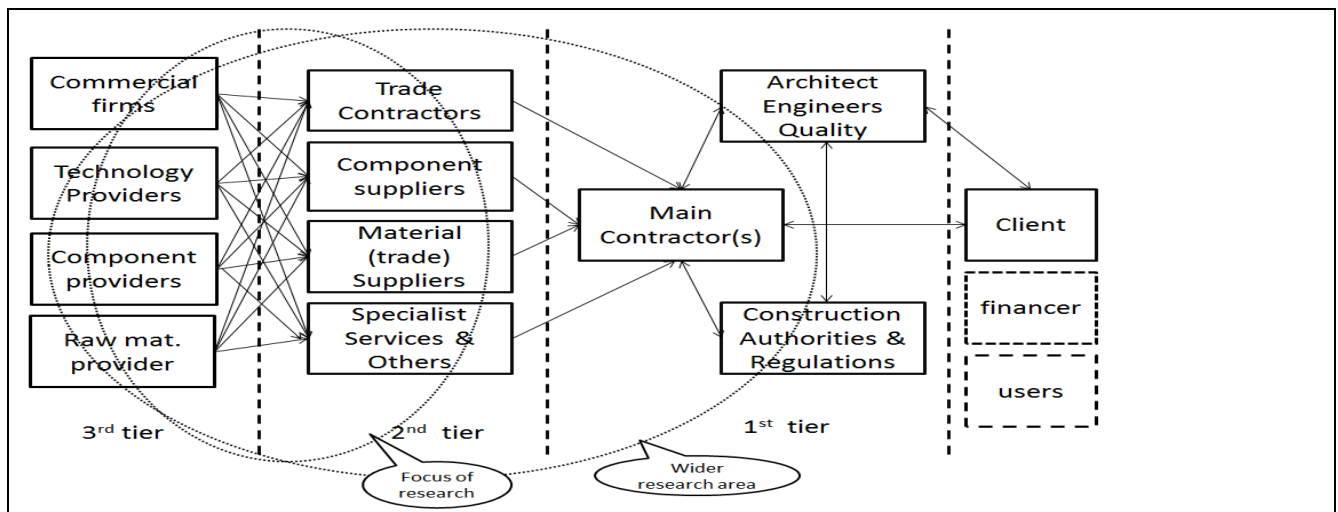 Commercial
firms
Technology
Providers
Component
providers
Raw mat.
provider
3rd tier
Trade
Contractors
Component
suppliers
Material
(trade)
Suppliers
Specialist
Services &
Others
2nd tier
Focus of
research
Main
Contractor(s)
Architect
Engineers
Quality
Construction
Authorities &
Regulations
1st tier
Wider
research area
Client
financer
users